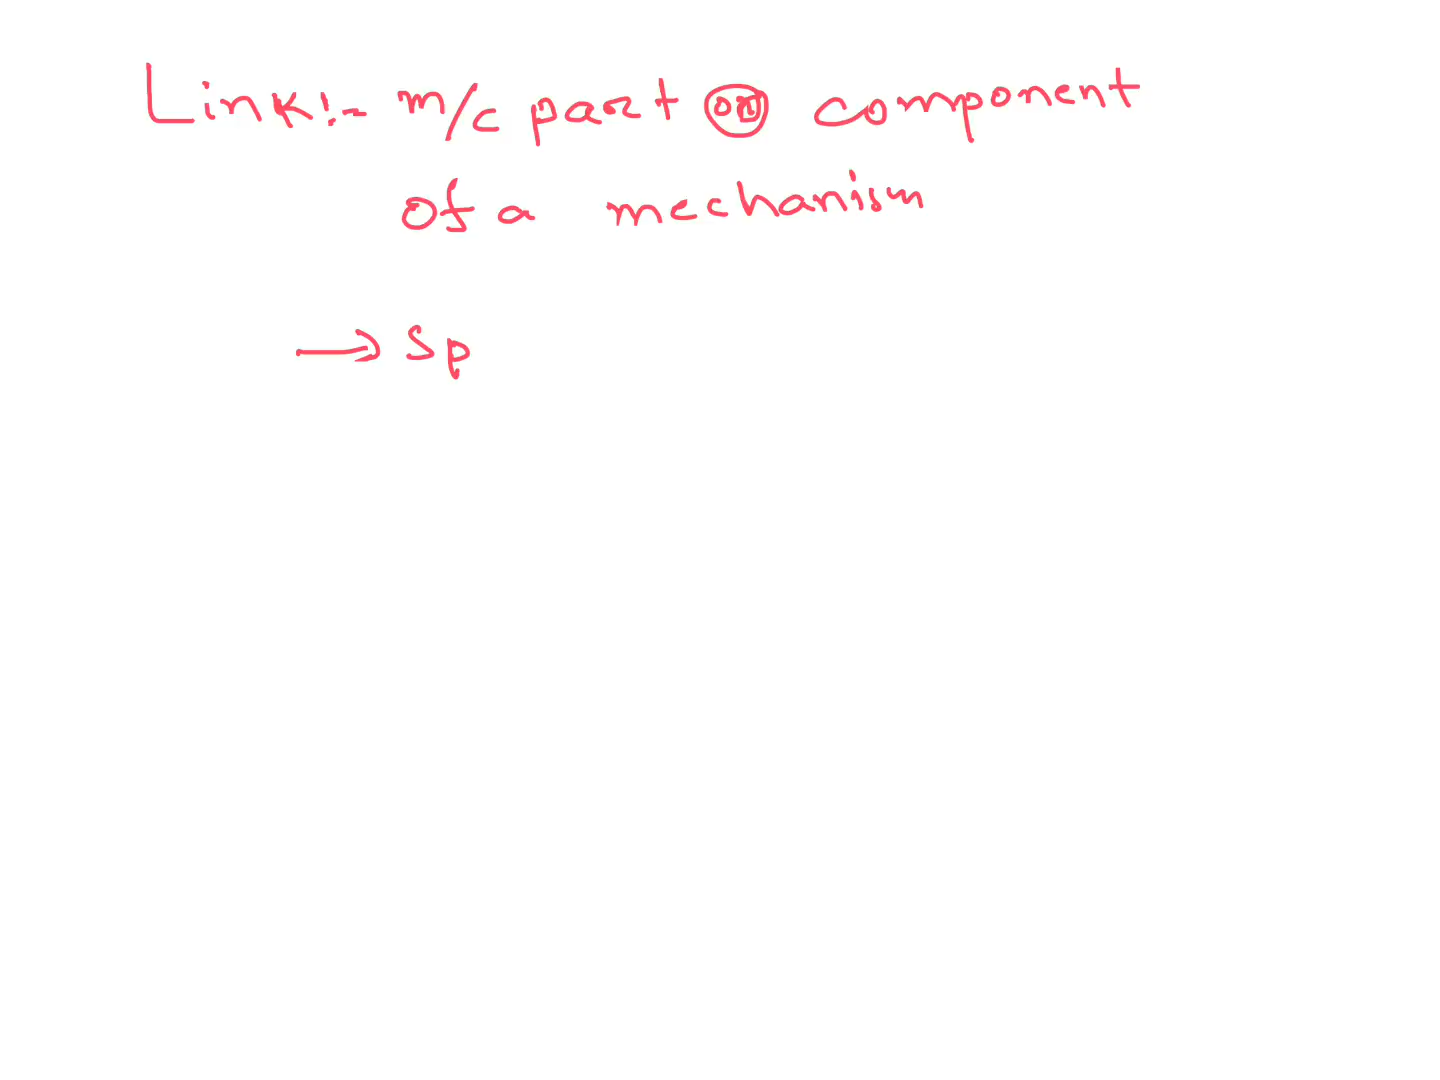 Link:- m/c part or component
of a mechanism
→ Sp